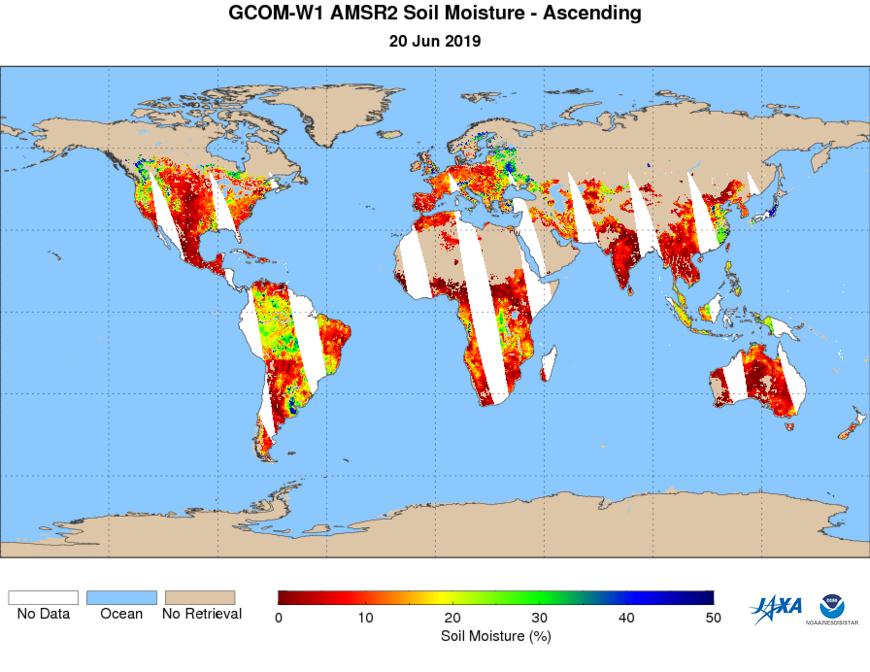 GCOM-W1 AMSR2 Soil Moisture - Ascending
20 Jun 2019
No Data
Ocean
No Retrieval
0 10 20 30 40 50
Soil Moisture (%)
JAXA
NOAA
NOAA/NESDIS/STAR